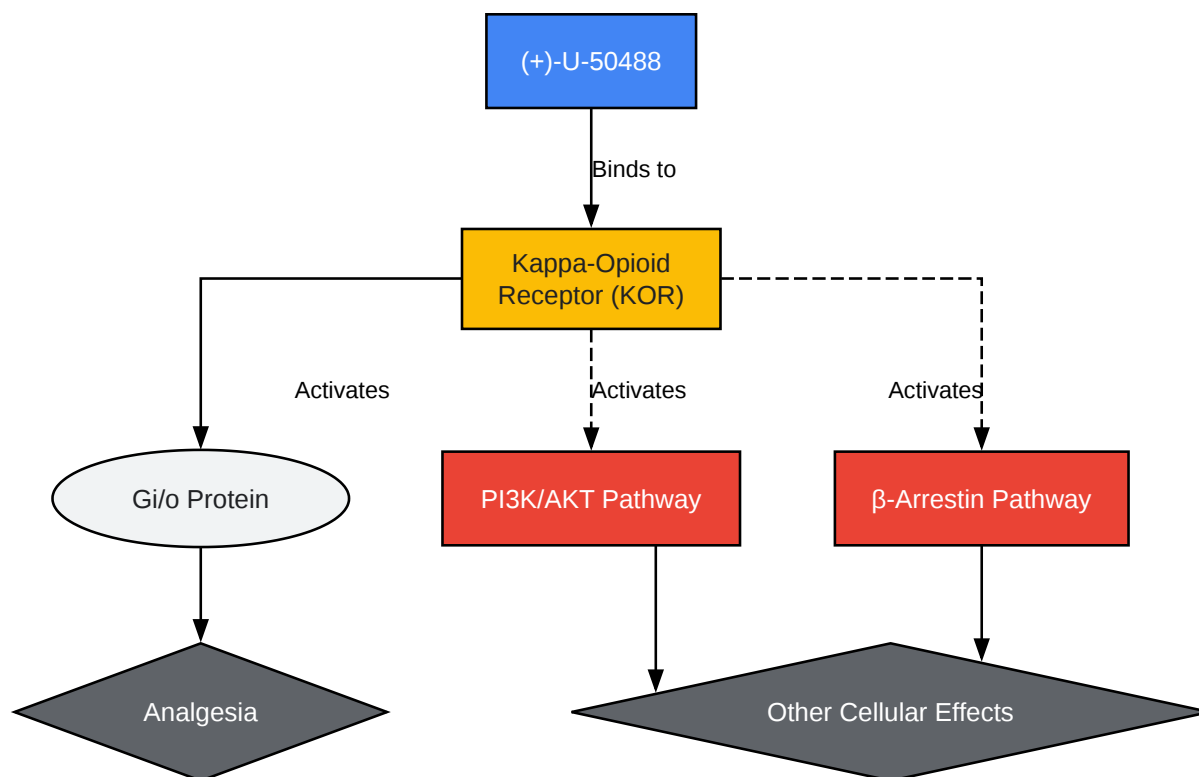 (+)-U-50488
Binds to
Kappa-Opioid
Receptor (KOR)
Activates
Activates
Activates
Gi/o Protein
PI3K/AKT Pathway
β-Arrestin Pathway
Analgesia
Other Cellular Effects